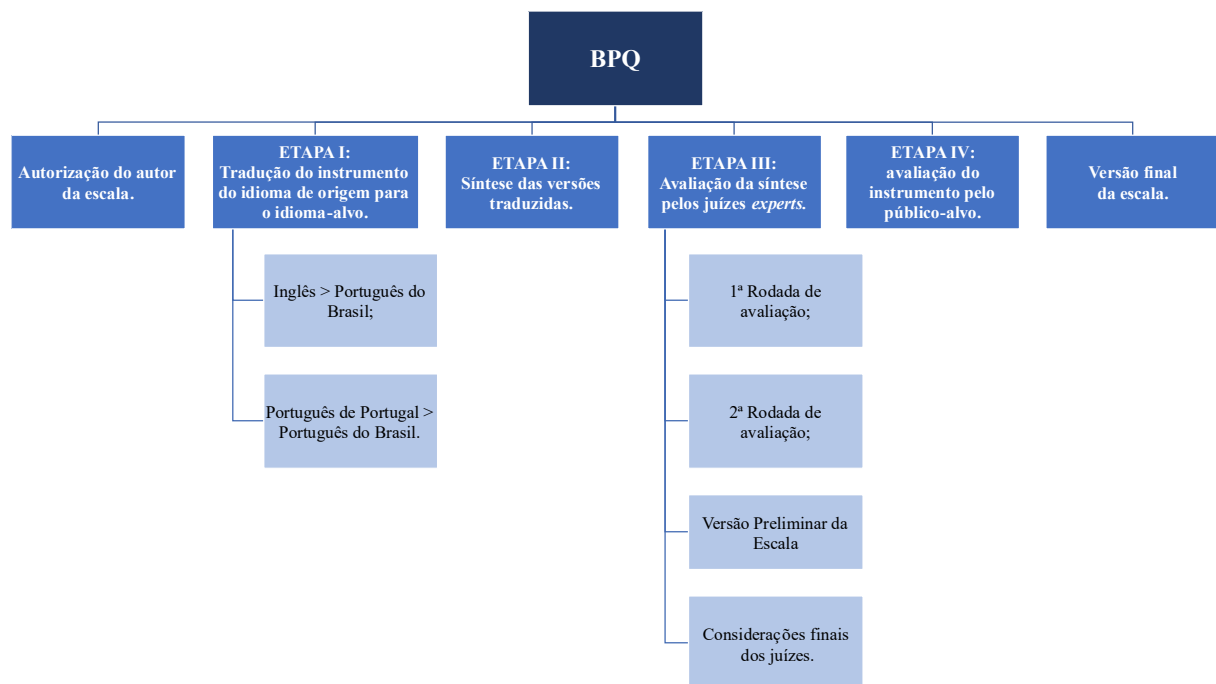 BPQ
Autorização do autor
da escala.
ETAPA I:
Tradução do instrumento
do idioma de origem para
o idioma-alvo.
ETAPA II:
Síntese das versões
traduzidas.
ETAPA III:
Avaliação da síntese
pelos juízes experts.
ETAPA IV:
avaliação do
instrumento pelo
público-alvo.
Versão final
da escala.
Inglês > Português do
Brasil;
Português de Portugal >
Português do Brasil.
1ª Rodada de
avaliação;
2ª Rodada de
avaliação;
Versão Preliminar da
Escala
Considerações finais
dos juízes.